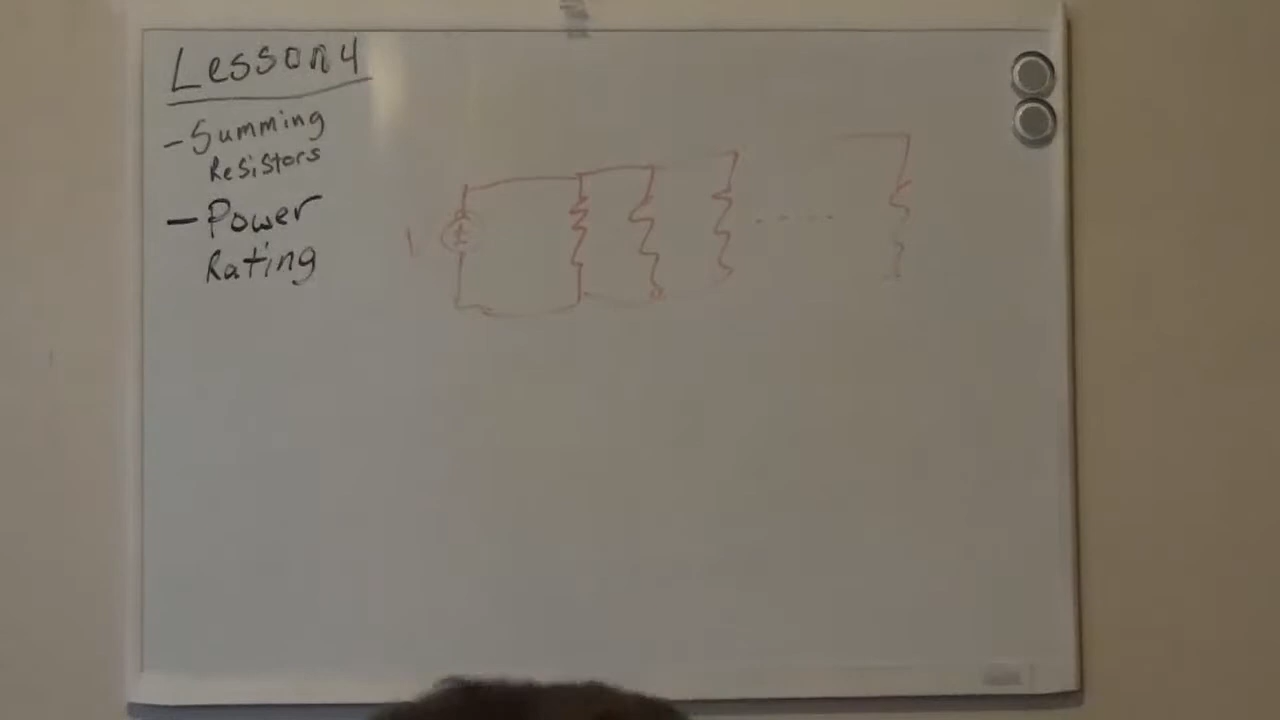 Lesson 4
- Summing
Resistors
- Power
Rating